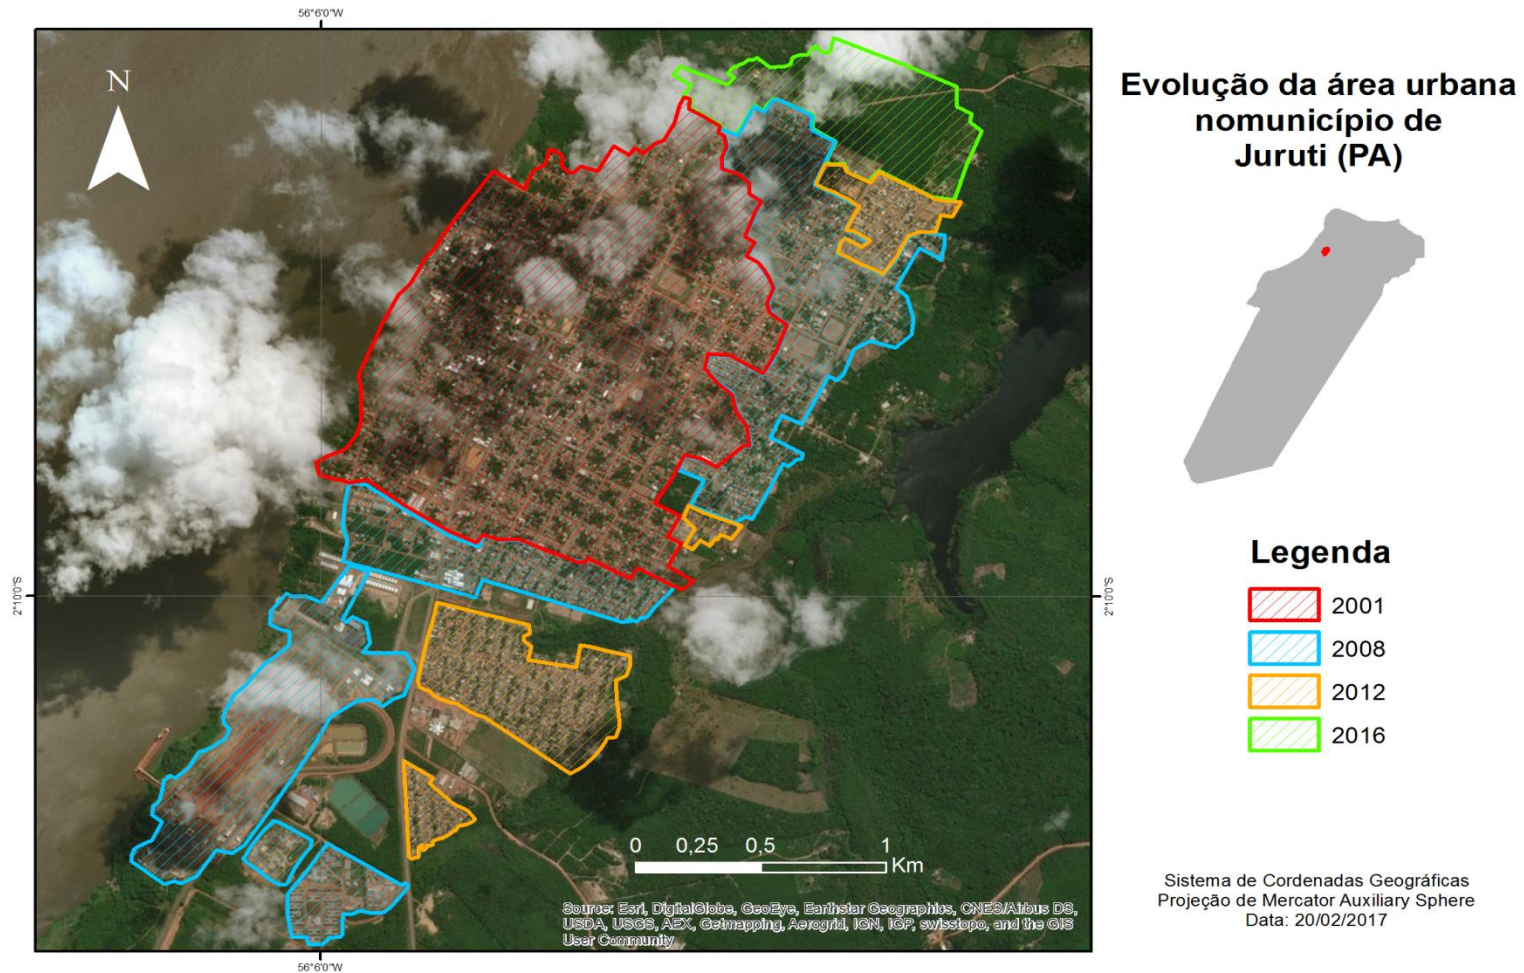 56°6'0"W
N
2°10'0"S
2°10'0"S
0 0,25 0,5 1
Km
Source: Esri, DigitalGlobe, GeoEye, Earthstar Geographics, CNES/Airbus DS,
USDA, USGS, AEX, Getmapping, Aerogrid, IGN, IGP, swisstopo, and the GIS
User Community
56°6'0"W
Evolução da área urbana
nomunicípio de
Juruti (PA)
Legenda
2001
2008
2012
2016
Sistema de Cordenadas Geográficas
Projeção de Mercator Auxiliary Sphere
Data: 20/02/2017